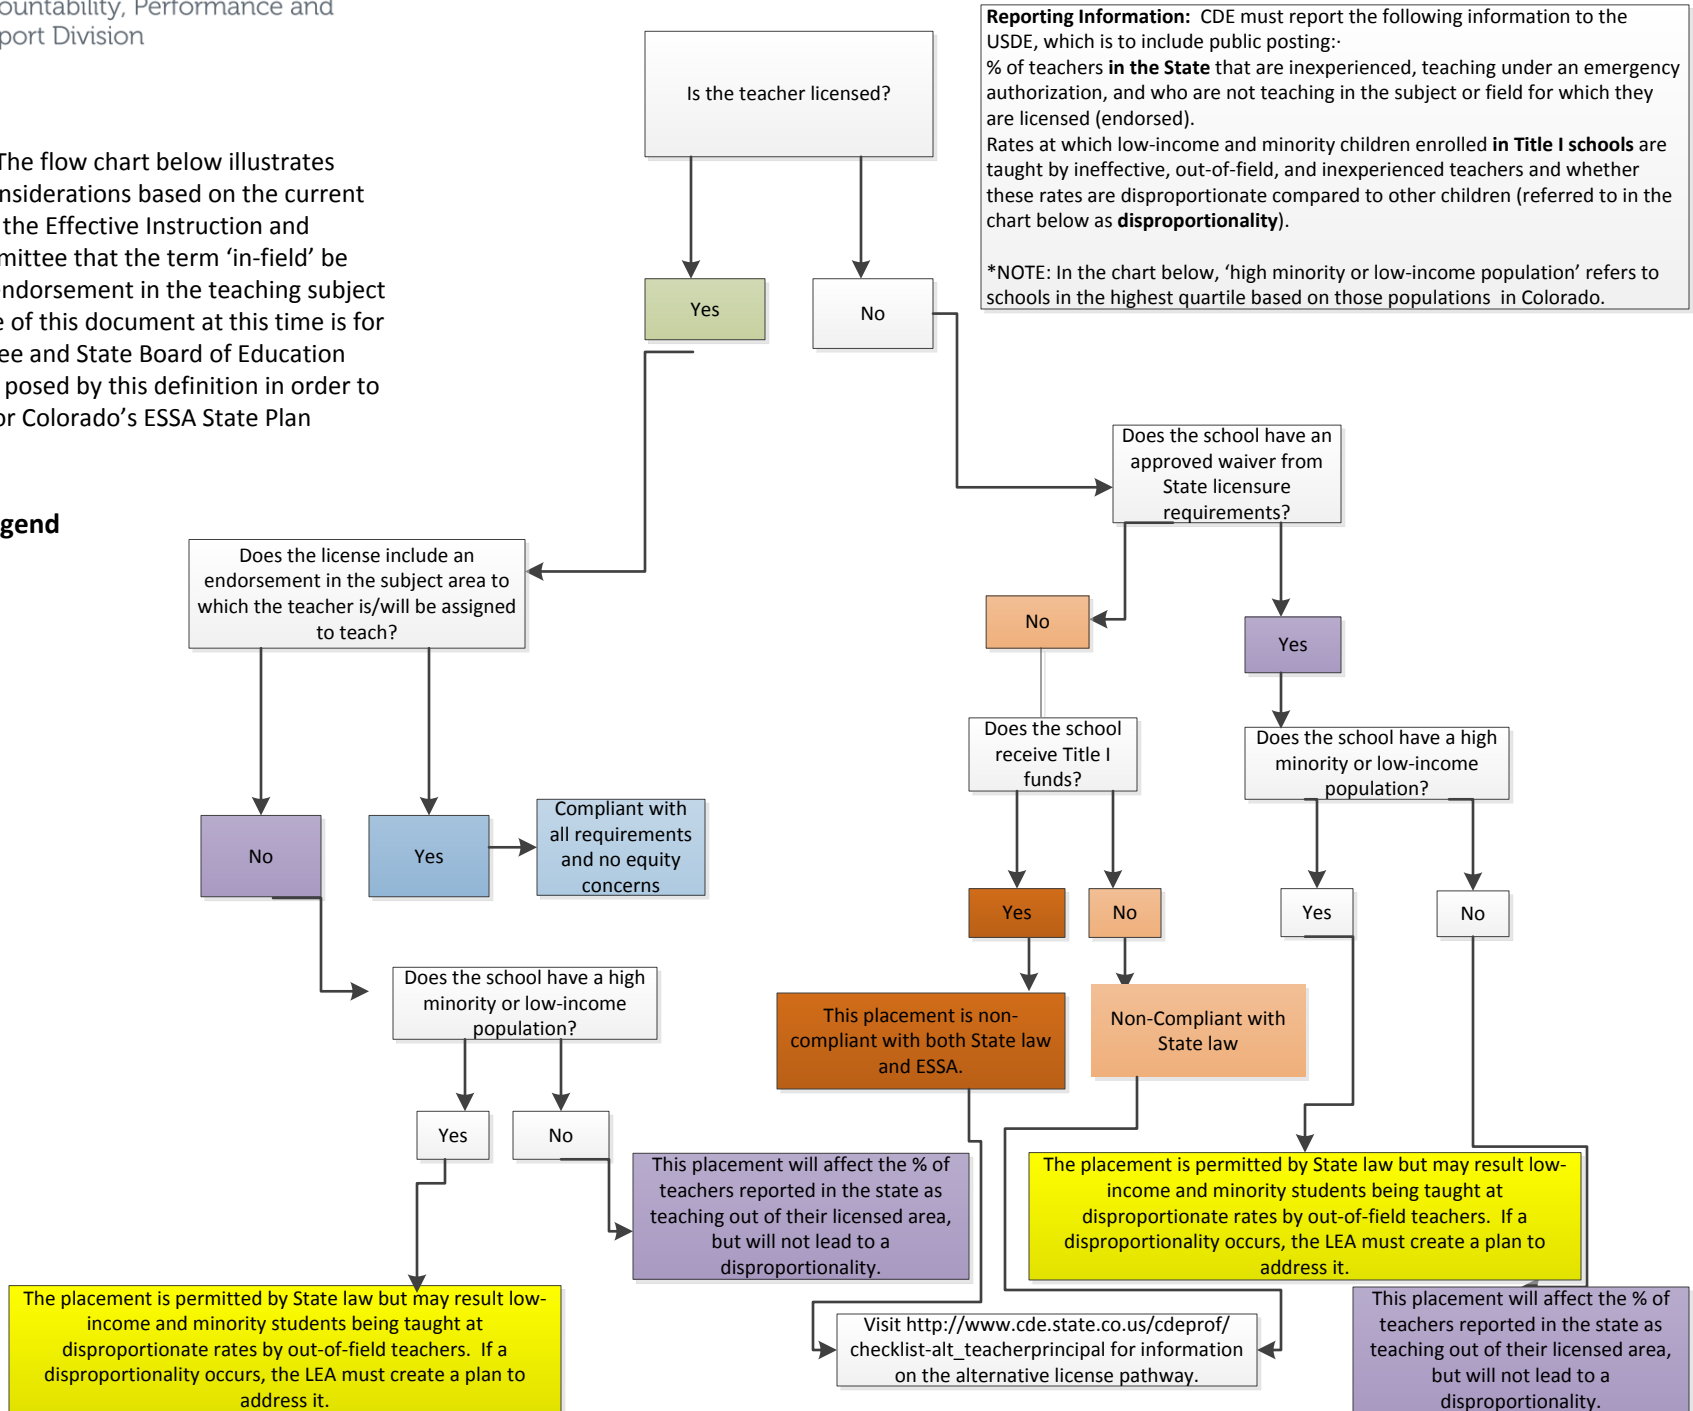 ountability, Performance and
port Division
The flow chart below illustrates
nsiderations based on the current
the Effective Instruction and
mittee that the term ‘in-field’ be
endorsement in the teaching subject
e of this document at this time is for
ee and State Board of Education
posed by this definition in order to
or Colorado’s ESSA State Plan
gend
Reporting Information: CDE must report the following information to the
USDE, which is to include public posting:·
% of teachers in the State that are inexperienced, teaching under an emergency
authorization, and who are not teaching in the subject or field for which they
are licensed (endorsed).
Rates at which low-income and minority children enrolled in Title I schools are
taught by ineffective, out-of-field, and inexperienced teachers and whether
these rates are disproportionate compared to other children (referred to in the
chart below as disproportionality).
*NOTE: In the chart below, ‘high minority or low-income population’ refers to
schools in the highest quartile based on those populations in Colorado.
Is the teacher licensed?
Yes
No
Does the school have an
approved waiver from
State licensure
requirements?
Does the license include an
endorsement in the subject area to
which the teacher is/will be assigned
to teach?
No
Yes
Does the school
receive Title I
funds?
Does the school have a high
minority or low-income
population?
No
Yes
Compliant with
all requirements
and no equity
concerns
Yes
No
Yes
No
Does the school have a high
minority or low-income
population?
This placement is non-
compliant with both State law
and ESSA.
Non-Compliant with
State law
Yes
No
This placement will affect the % of
teachers reported in the state as
teaching out of their licensed area,
but will not lead to a
disproportionality.
The placement is permitted by State law but may result low-
income and minority students being taught at
disproportionate rates by out-of-field teachers. If a
disproportionality occurs, the LEA must create a plan to
address it.
The placement is permitted by State law but may result low-
income and minority students being taught at
disproportionate rates by out-of-field teachers. If a
disproportionality occurs, the LEA must create a plan to
address it.
Visit http://www.cde.state.co.us/cdeprof/
checklist-alt_teacherprincipal for information
on the alternative license pathway.
This placement will affect the % of
teachers reported in the state as
teaching out of their licensed area,
but will not lead to a
disproportionality.